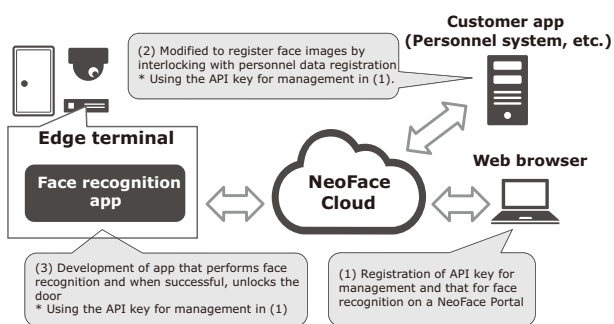 Customer app
(Personnel system, etc.)
(2) Modified to register face images by
interlocking with personnel data registration
* Using the API key for management in (1).
Edge terminal
Face recognition
app
NeoFace
Cloud
Web browser
(3) Development of app that performs face
recognition and when successful, unlocks the
door
* Using the API key for management in (1)
(1) Registration of API key for
management and that for face
recognition on a NeoFace Portal